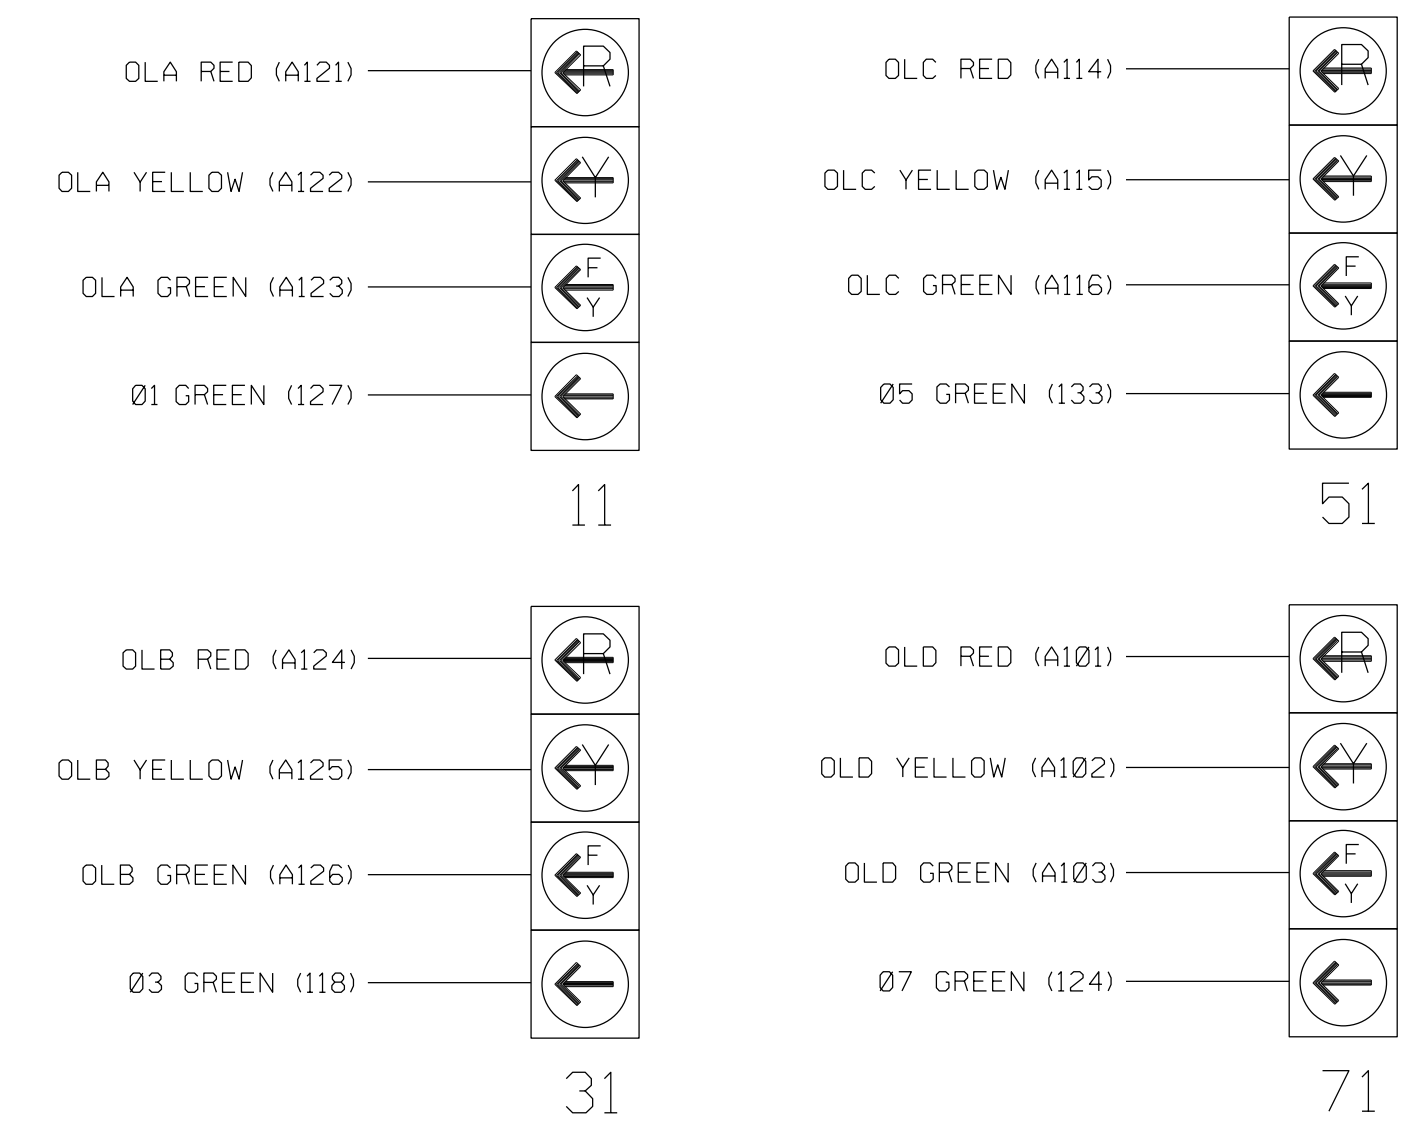 OLA RED (A121)
R
OLA YELLOW (A122)
Y
OLA GREEN (A123)
F
Y
Ø1 GREEN (127)
11
OLC RED (A114)
R
OLC YELLOW (A115)
Y
OLC GREEN (A116)
F
Y
Ø5 GREEN (133)
51
OLB RED (A124)
R
OLB YELLOW (A125)
Y
OLB GREEN (A126)
F
Y
Ø3 GREEN (118)
31
OLD RED (A1Ø1)
R
OLD YELLOW (A1Ø2)
Y
OLD GREEN (A1Ø3)
F
Y
Ø7 GREEN (124)
71